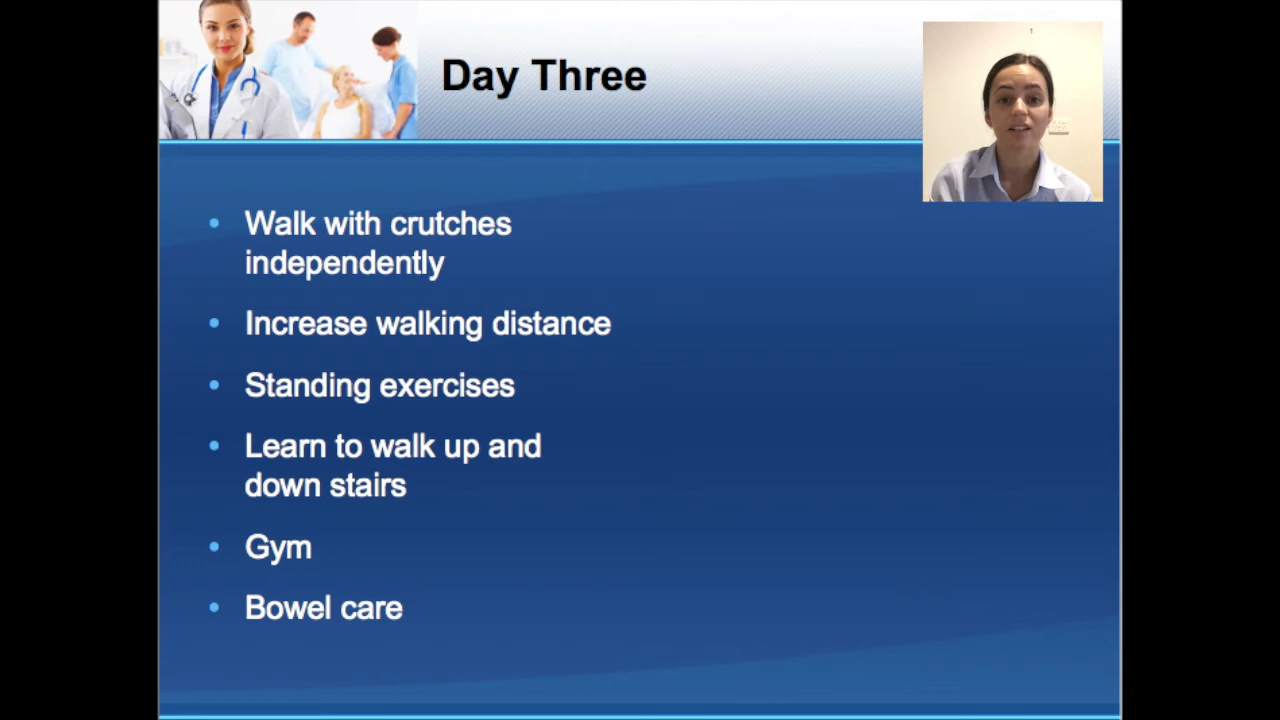 Day Three
• Walk with crutches
independently
• Increase walking distance
• Standing exercises
• Learn to walk up and
down stairs
• Gym
• Bowel care